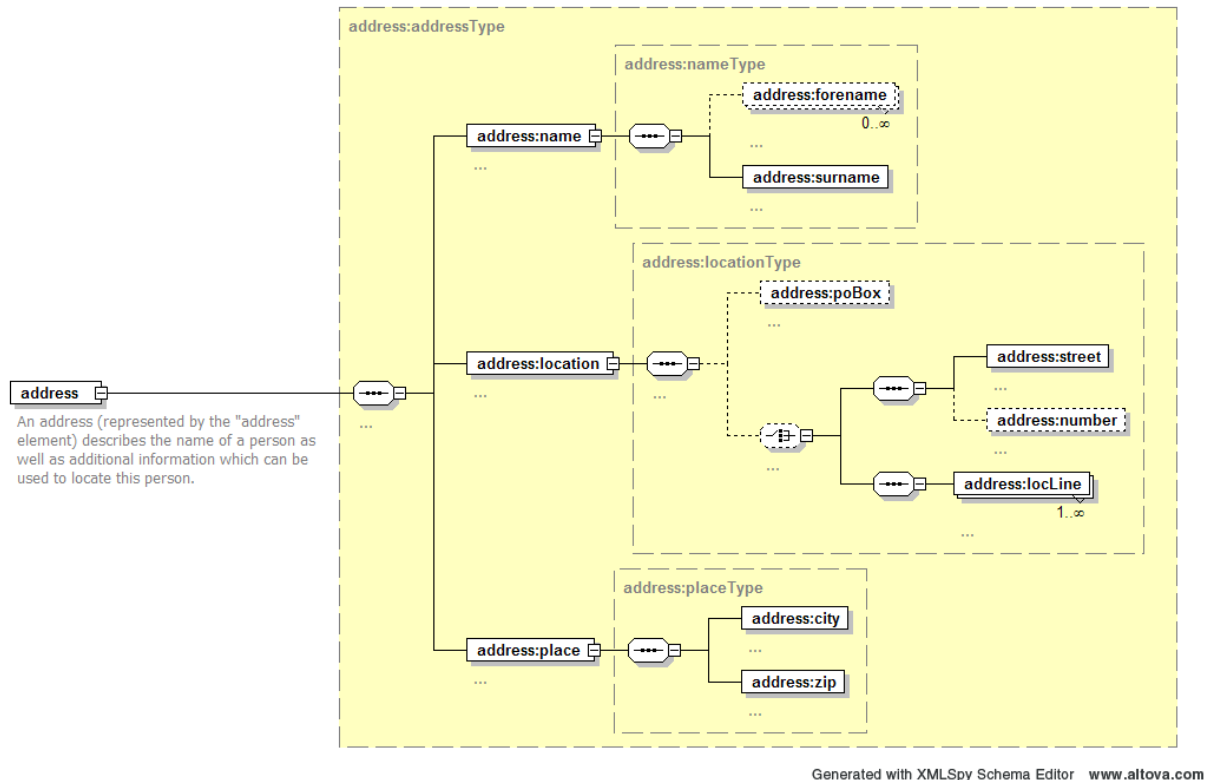 address:addressType
address:nameType
address:forename
0..∞
...
address:name
...
address:surname
...
address:locationType
address:poBox
...
address:street
...
address:location
...
...
address
An address (represented by the "address"
element) describes the name of a person as
well as additional information which can be
used to locate this person.
...
address:number
...
...
address:locLine
1..∞
...
address:placeType
address:city
...
address:place
...
address:zip
...
Generated with XMLSpy Schema Editor www.altova.com